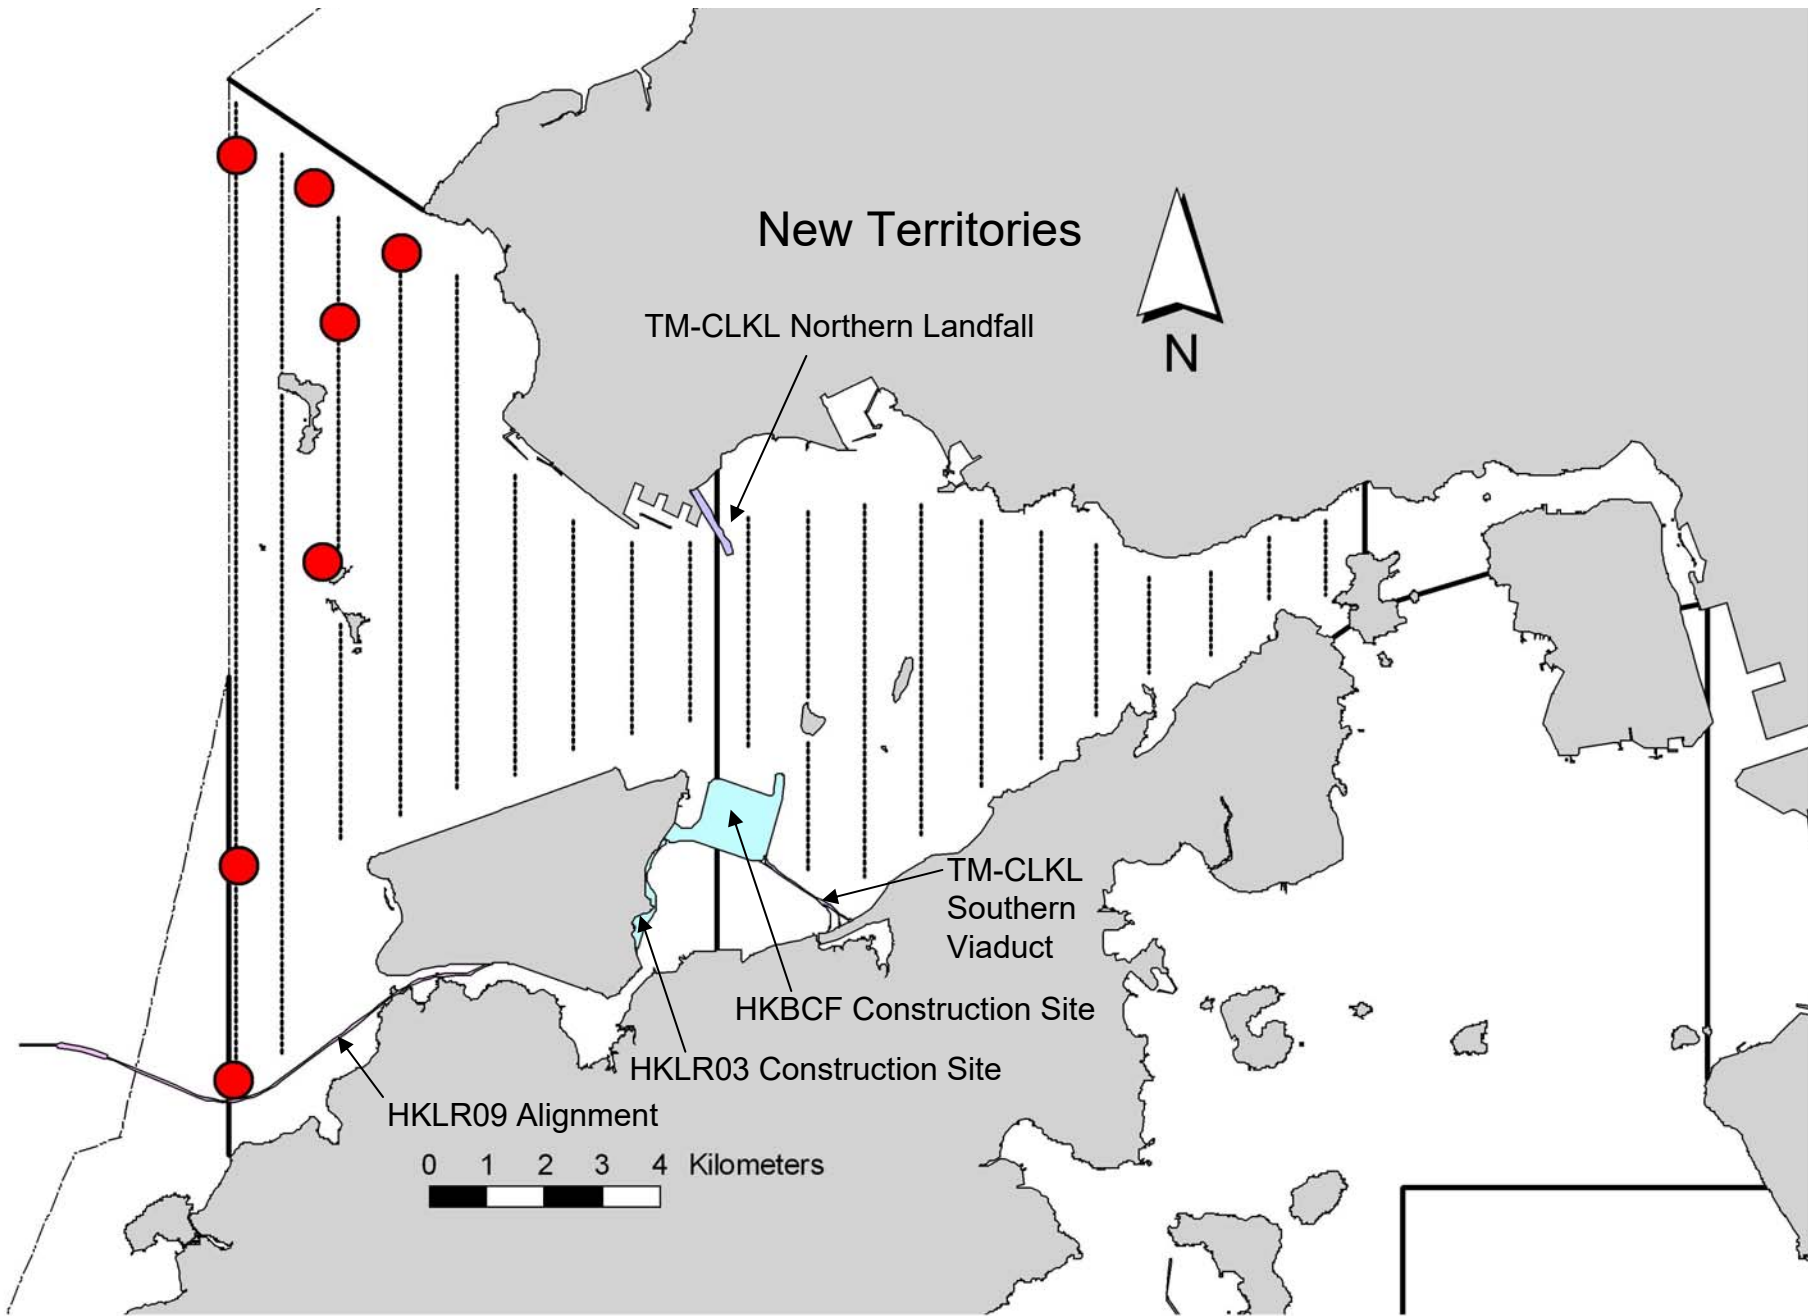 New Territories
TM-CLKL Northern Landfall
N
TM-CLKL
Southern
Viaduct
HKBCF Construction Site
HKLR03 Construction Site
HKLR09 Alignment
0 1 2 3 4 Kilometers